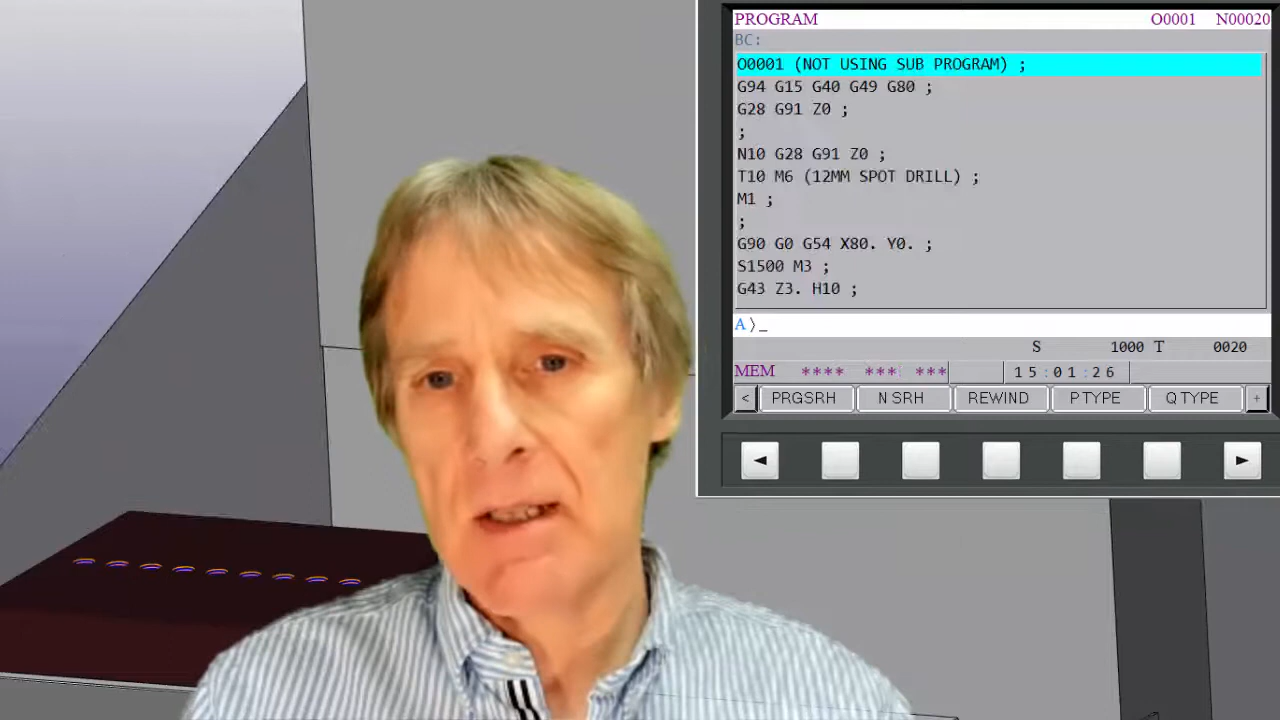 PROGRAM O0001 N00020
BC:
O0001 (NOT USING SUB PROGRAM) ;
G94 G15 G40 G49 G80 ;
G28 G91 Z0 ;
;
N10 G28 G91 Z0 ;
T10 M6 (12MM SPOT DRILL) ;
M1 ;
;
G90 G0 G54 X80. Y0. ;
S1500 M3 ;
G43 Z3. H10 ;
A >_
S 1000 T 0020
MEM **** *** *** 15:01:26
< PRGSRH N SRH REWIND P TYPE Q TYPE +
◄ ►